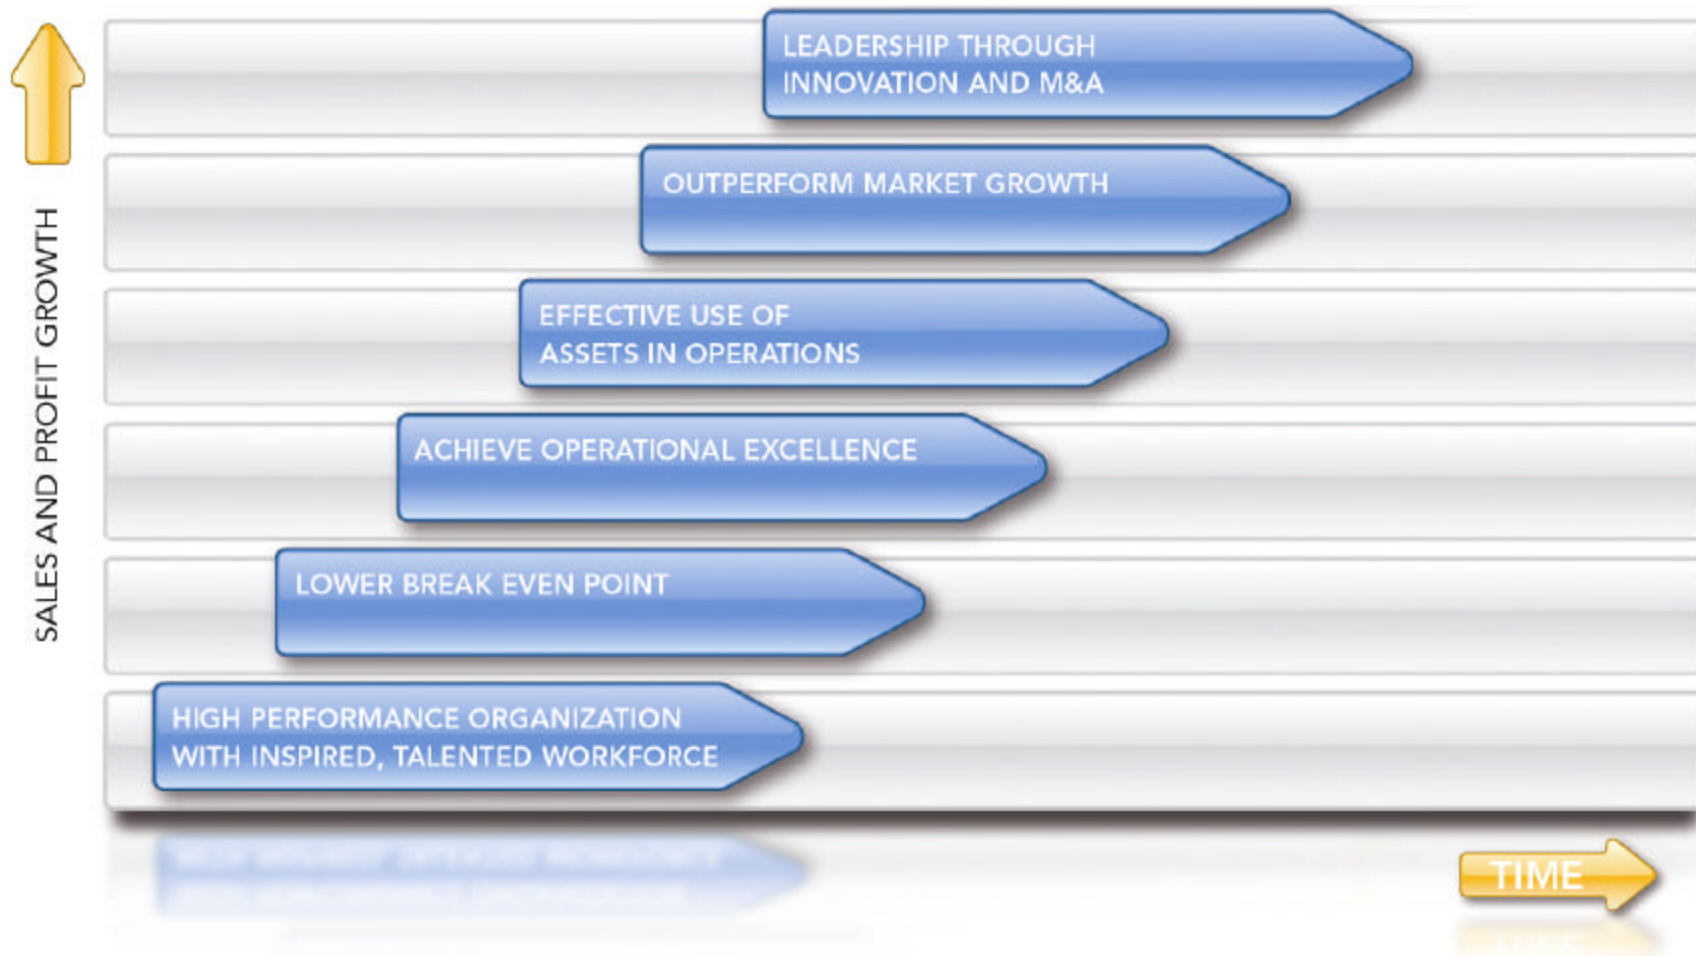 LEADERSHIP THROUGH
INNOVATION AND M&A
OUTPERFORM MARKET GROWTH
EFFECTIVE USE OF
ASSETS IN OPERATIONS
ACHIEVE OPERATIONAL EXCELLENCE
LOWER BREAK EVEN POINT
HIGH PERFORMANCE ORGANIZATION
WITH INSPIRED, TALENTED WORKFORCE
SALES AND PROFIT GROWTH
TIME